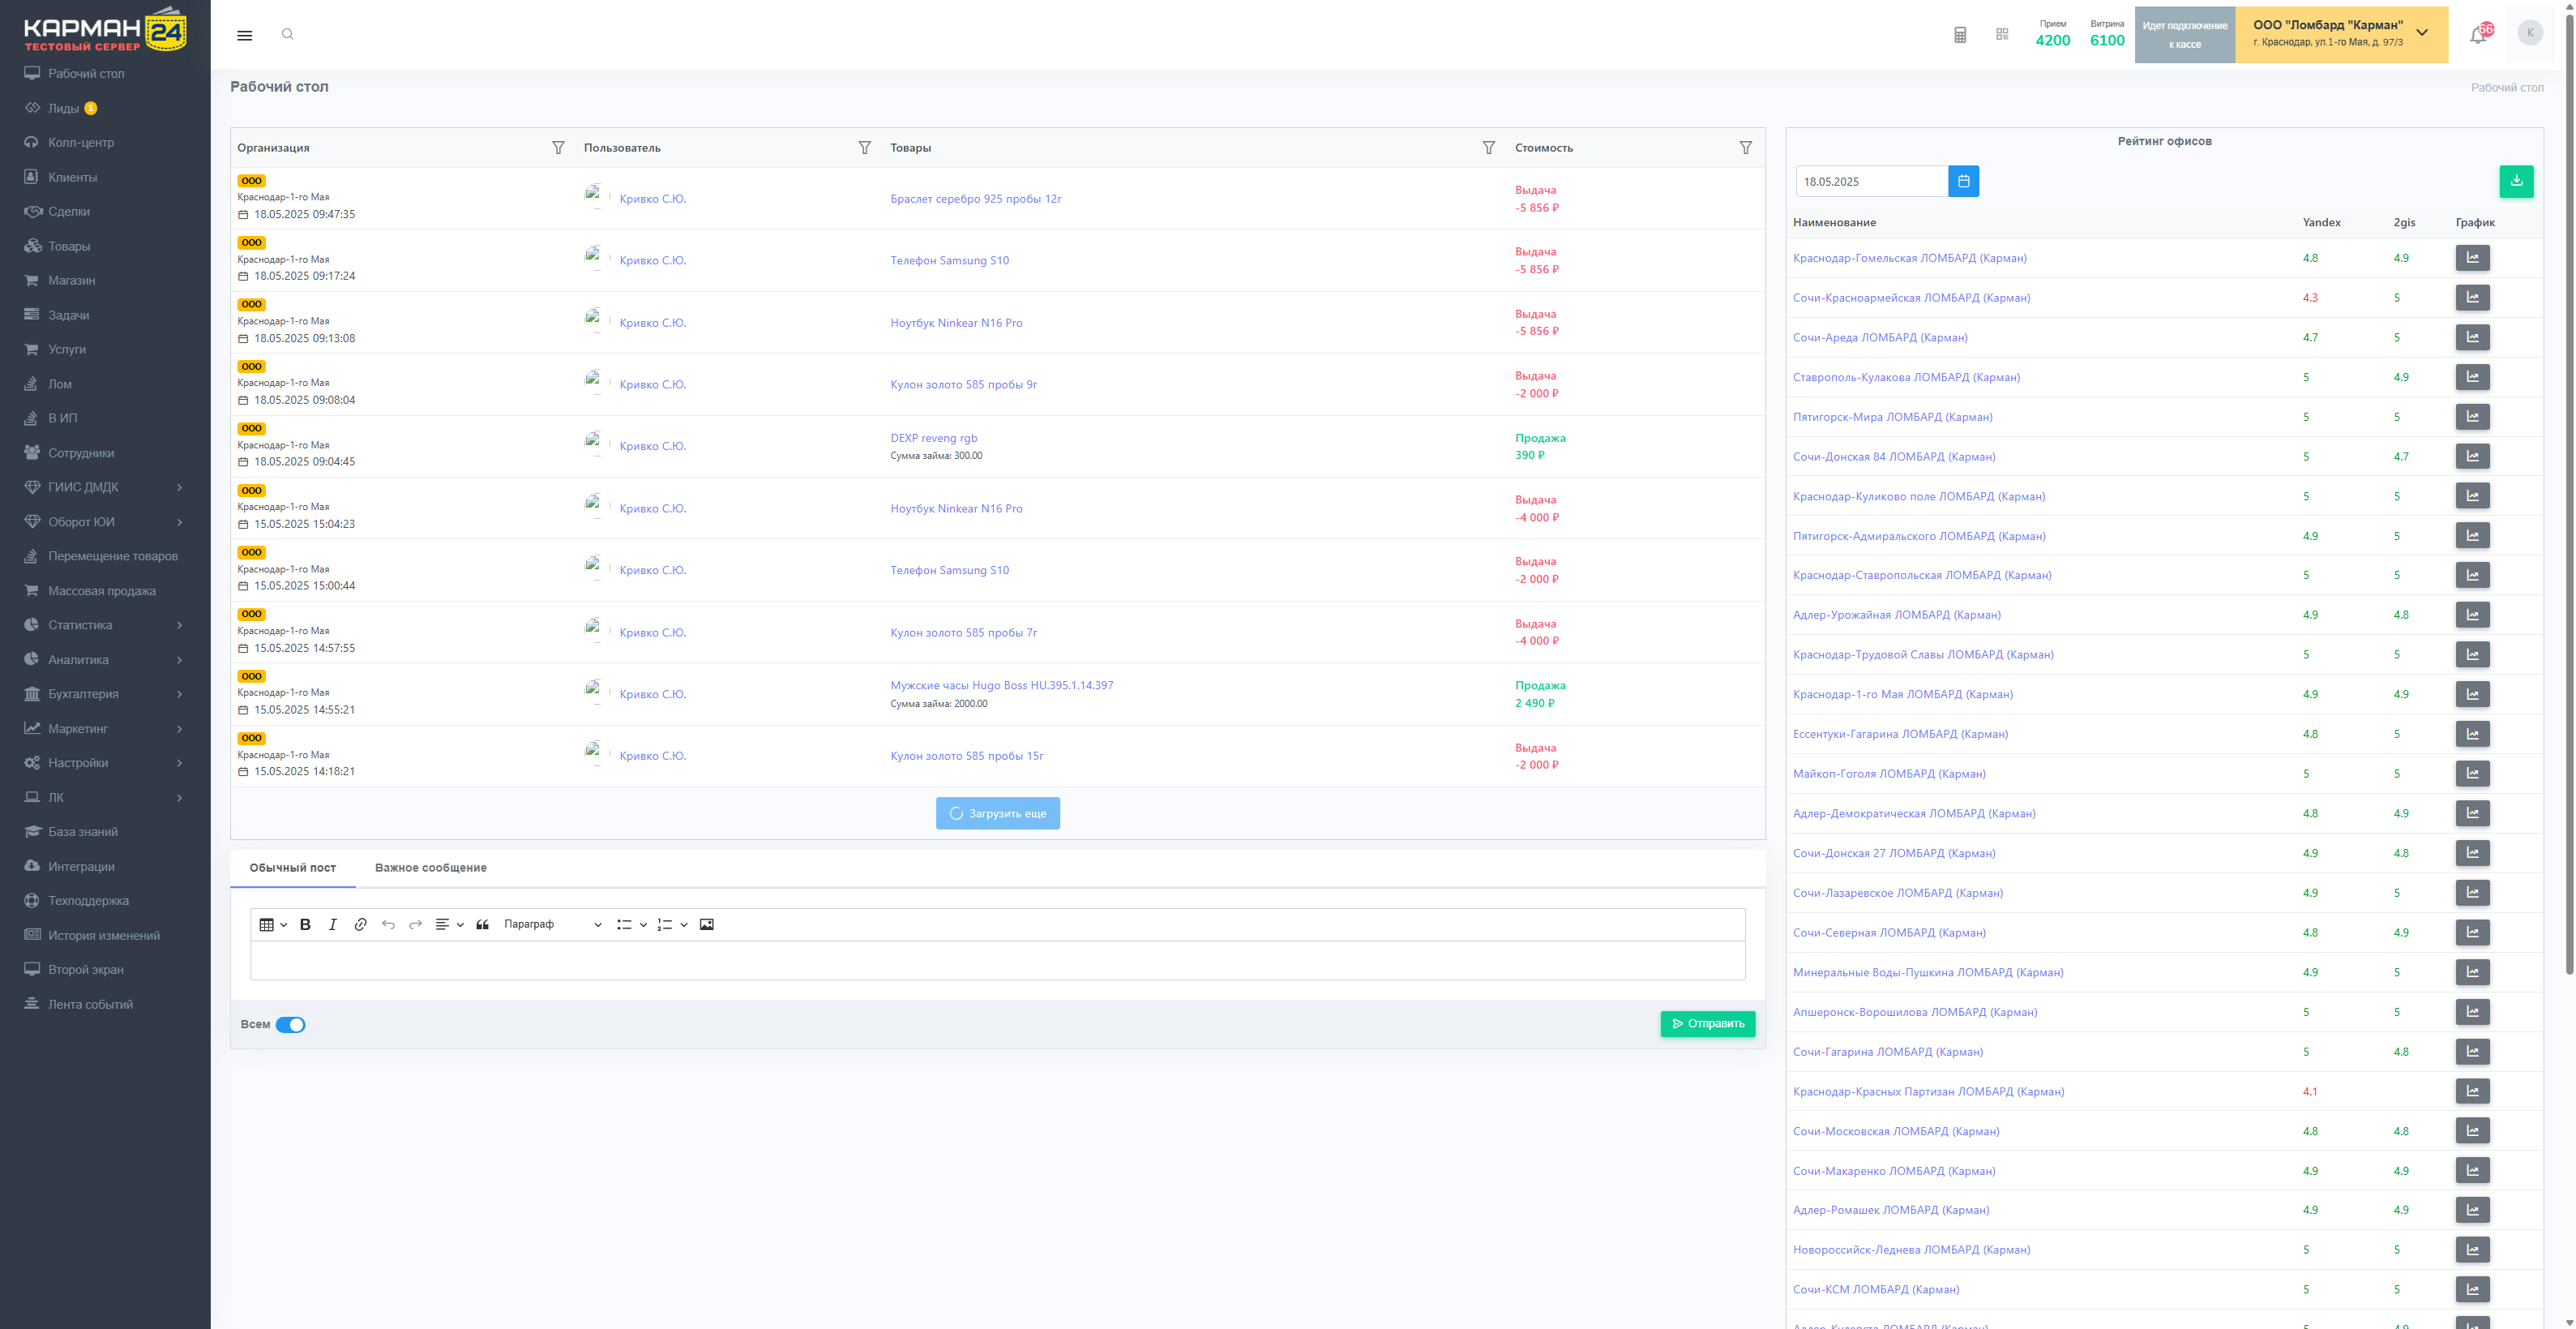 КАРМАН 24
ТЕСТОВЫЙ СЕРВЕР
Рабочий стол
Лиды 1
Колл-центр
Клиенты
Сделки
Товары
Магазин
Задачи
Услуги
Лом
В ИП
Сотрудники
ГИИС ДМДК
Оборот ЮИ
Перемещение товаров
Массовая продажа
Статистика
Аналитика
Бухгалтерия
Маркетинг
Настройки
ЛК
База знаний
Интеграции
Техподдержка
История изменений
Второй экран
Лента событий
Прием
4200
Витрина
6100
Идет подключение
к кассе
ООО "Ломбард "Карман"
г. Краснодар, ул.1-го Мая, д. 97/3
66
К
Рабочий стол
Рабочий стол
Организация Пользователь Товары Стоимость
ООО
Краснодар-1-го Мая
18.05.2025 09:47:35
Кривко С.Ю.
Браслет серебро 925 пробы 12г
Выдача
-5 856 ₽
ООО
Краснодар-1-го Мая
18.05.2025 09:17:24
Кривко С.Ю.
Телефон Samsung S10
Выдача
-5 856 ₽
ООО
Краснодар-1-го Мая
18.05.2025 09:13:08
Кривко С.Ю.
Ноутбук Ninkear N16 Pro
Выдача
-5 856 ₽
ООО
Краснодар-1-го Мая
18.05.2025 09:08:04
Кривко С.Ю.
Кулон золото 585 пробы 9г
Выдача
-2 000 ₽
ООО
Краснодар-1-го Мая
18.05.2025 09:04:45
Кривко С.Ю.
DEXP reveng rgb
Сумма займа: 300.00
Продажа
390 ₽
ООО
Краснодар-1-го Мая
15.05.2025 15:04:23
Кривко С.Ю.
Ноутбук Ninkear N16 Pro
Выдача
-4 000 ₽
ООО
Краснодар-1-го Мая
15.05.2025 15:00:44
Кривко С.Ю.
Телефон Samsung S10
Выдача
-2 000 ₽
ООО
Краснодар-1-го Мая
15.05.2025 14:57:55
Кривко С.Ю.
Кулон золото 585 пробы 7г
Выдача
-4 000 ₽
ООО
Краснодар-1-го Мая
15.05.2025 14:55:21
Кривко С.Ю.
Мужские часы Hugo Boss HU.395.1.14.397
Сумма займа: 2000.00
Продажа
2 490 ₽
ООО
Краснодар-1-го Мая
15.05.2025 14:18:21
Кривко С.Ю.
Кулон золото 585 пробы 15г
Выдача
-2 000 ₽
Загрузить еще
Обычный пост Важное сообщение
Параграф
Всем
Отправить
Рейтинг офисов
18.05.2025
Наименование Yandex 2gis График
Краснодар-Гомельская ЛОМБАРД (Карман) 4.8 4.9
Сочи-Красноармейская ЛОМБАРД (Карман) 4.3 5
Сочи-Ареда ЛОМБАРД (Карман) 4.7 5
Ставрополь-Кулакова ЛОМБАРД (Карман) 5 4.9
Пятигорск-Мира ЛОМБАРД (Карман) 5 5
Сочи-Донская 84 ЛОМБАРД (Карман) 5 4.7
Краснодар-Куликово поле ЛОМБАРД (Карман) 5 5
Пятигорск-Адмиральского ЛОМБАРД (Карман) 4.9 5
Краснодар-Ставропольская ЛОМБАРД (Карман) 5 5
Адлер-Урожайная ЛОМБАРД (Карман) 4.9 4.8
Краснодар-Трудовой Славы ЛОМБАРД (Карман) 5 5
Краснодар-1-го Мая ЛОМБАРД (Карман) 4.9 4.9
Ессентуки-Гагарина ЛОМБАРД (Карман) 4.8 5
Майкоп-Гоголя ЛОМБАРД (Карман) 5 5
Адлер-Демократическая ЛОМБАРД (Карман) 4.8 4.9
Сочи-Донская 27 ЛОМБАРД (Карман) 4.9 4.8
Сочи-Лазаревское ЛОМБАРД (Карман) 4.9 5
Сочи-Северная ЛОМБАРД (Карман) 4.8 4.9
Минеральные Воды-Пушкина ЛОМБАРД (Карман) 4.9 5
Апшеронск-Ворошилова ЛОМБАРД (Карман) 5 5
Сочи-Гагарина ЛОМБАРД (Карман) 5 4.8
Краснодар-Красных Партизан ЛОМБАРД (Карман) 4.1
Сочи-Московская ЛОМБАРД (Карман) 4.8 4.8
Сочи-Макаренко ЛОМБАРД (Карман) 4.9 4.9
Адлер-Ромашек ЛОМБАРД (Карман) 4.9 4.9
Новороссийск-Леднева ЛОМБАРД (Карман) 5 5
Сочи-КСМ ЛОМБАРД (Карман) 5 5